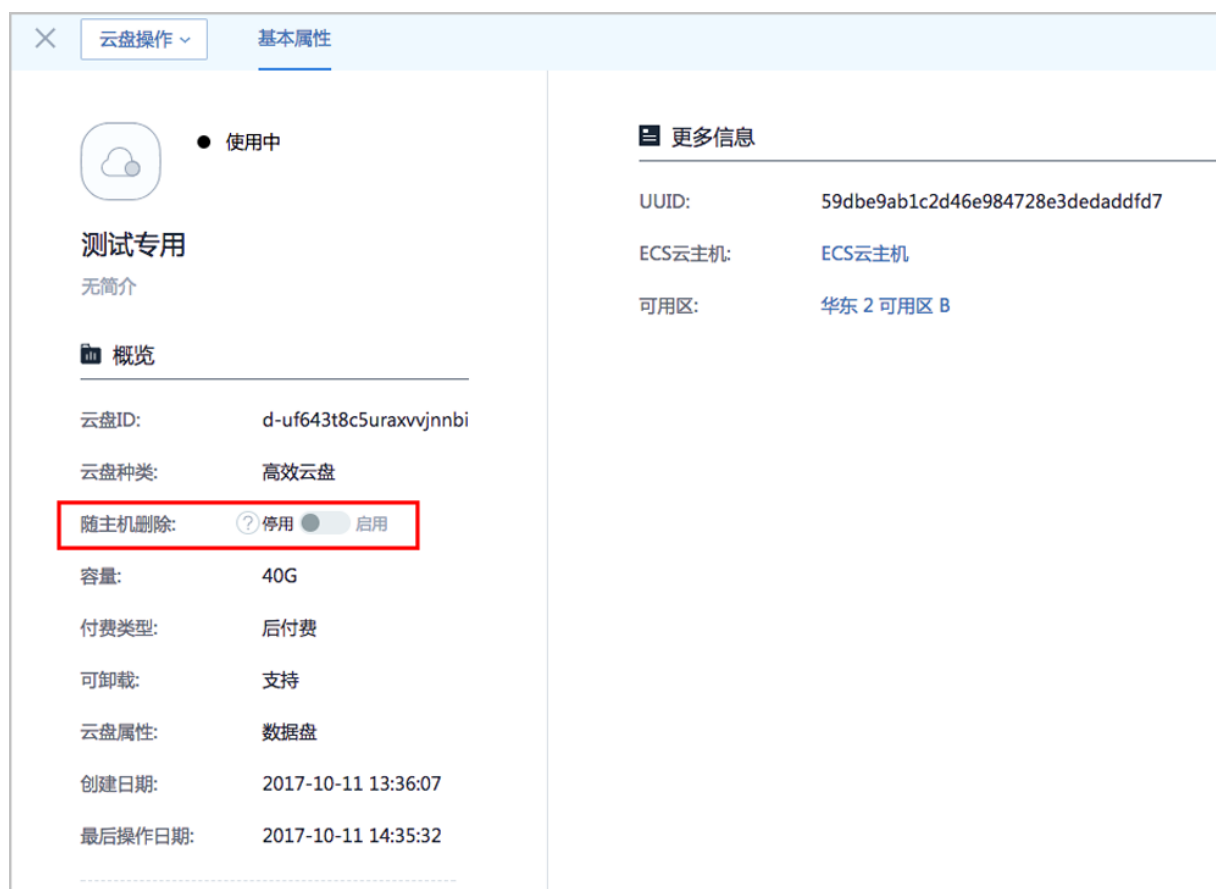 云盘操作
基本属性
使用中
测试专用
无简介
概览
云盘ID: d-uf643t8c5uraxvvjnnbi
云盘种类: 高效云盘
随主机删除: ? 停用 启用
容量: 40G
付费类型: 后付费
可卸载: 支持
云盘属性: 数据盘
创建日期: 2017-10-11 13:36:07
最后操作日期: 2017-10-11 14:35:32
更多信息
UUID: 59dbe9ab1c2d46e984728e3dedaddfd7
ECS云主机: ECS云主机
可用区: 华东 2 可用区 B